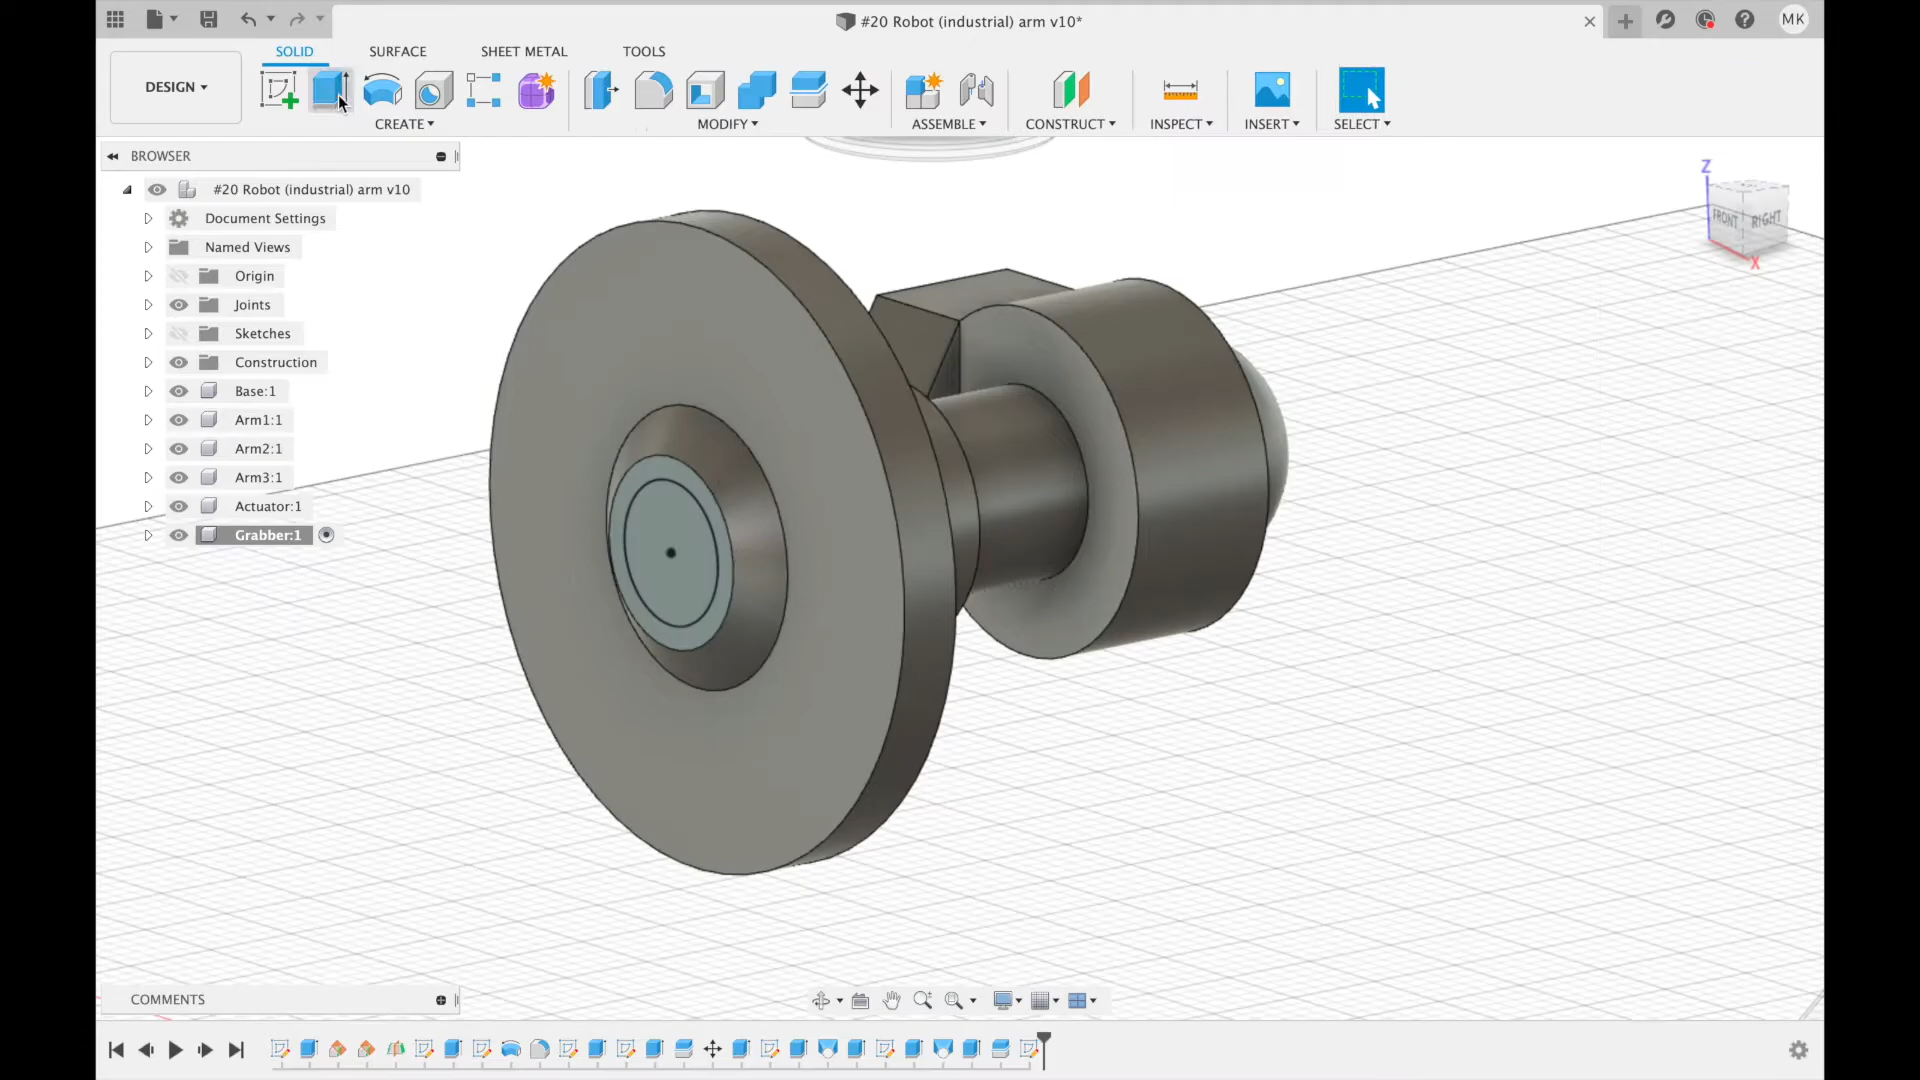 #20 Robot (industrial) arm v10*
MK
SOLID
SURFACE
SHEET METAL
TOOLS
DESIGN
CREATE
MODIFY
ASSEMBLE
CONSTRUCT
INSPECT
INSERT
SELECT
BROWSER
#20 Robot (industrial) arm v10
Document Settings
Named Views
Origin
Joints
Sketches
Construction
Base:1
Arm1:1
Arm2:1
Arm3:1
Actuator:1
Grabber:1
Z
FRONT
RIGHT
X
COMMENTS